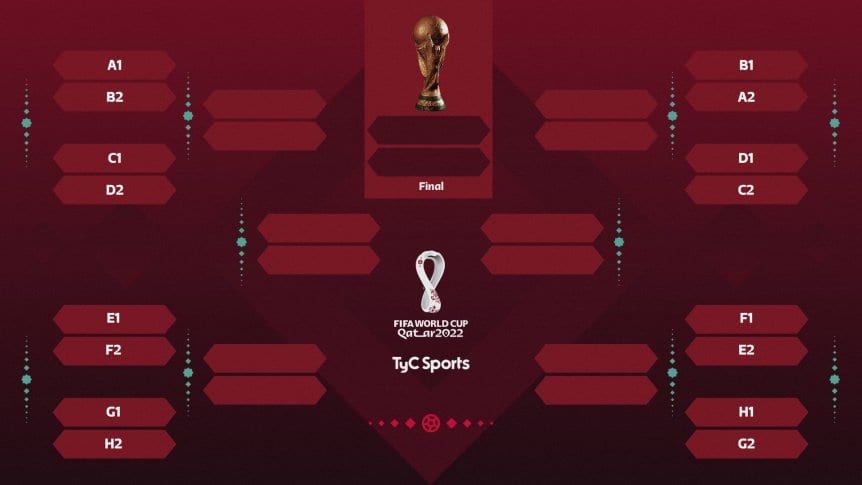 A1
B2
C1
D2
E1
F2
G1
H2
Final
FIFA WORLD CUP
Qatar2022
TyC Sports
B1
A2
D1
C2
F1
E2
H1
G2